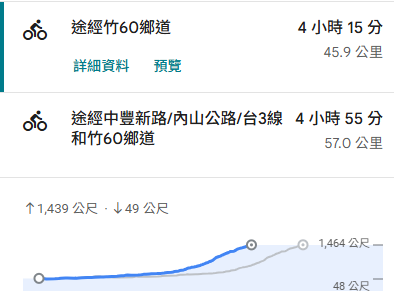 途經竹60鄉道 4 小時 15 分
45.9 公里
詳細資料 預覽
途經中豐新路/內山公路/台3線 4 小時 55 分
和竹60鄉道 57.0 公里
↑1,439 公尺 · ↓49 公尺
1,464 公尺
48 公尺